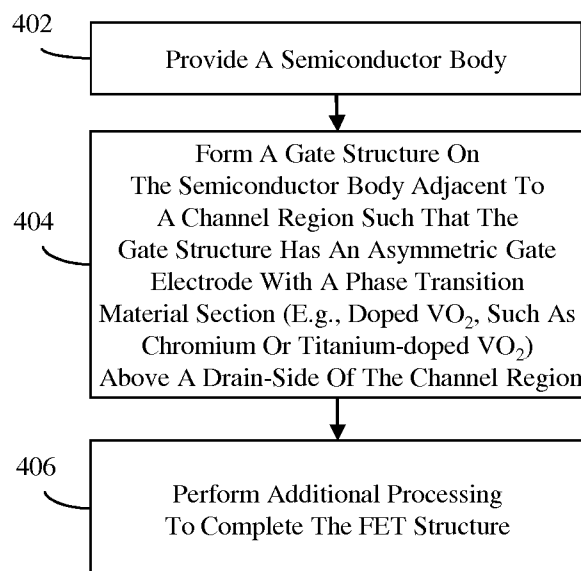 402
Provide A Semiconductor Body
404
Form A Gate Structure On
The Semiconductor Body Adjacent To
A Channel Region Such That The
Gate Structure Has An Asymmetric Gate
Electrode With A Phase Transition
Material Section (E.g., Doped VO₂, Such As
Chromium Or Titanium-doped VO₂)
Above A Drain-Side Of The Channel Region
406
Perform Additional Processing
To Complete The FET Structure